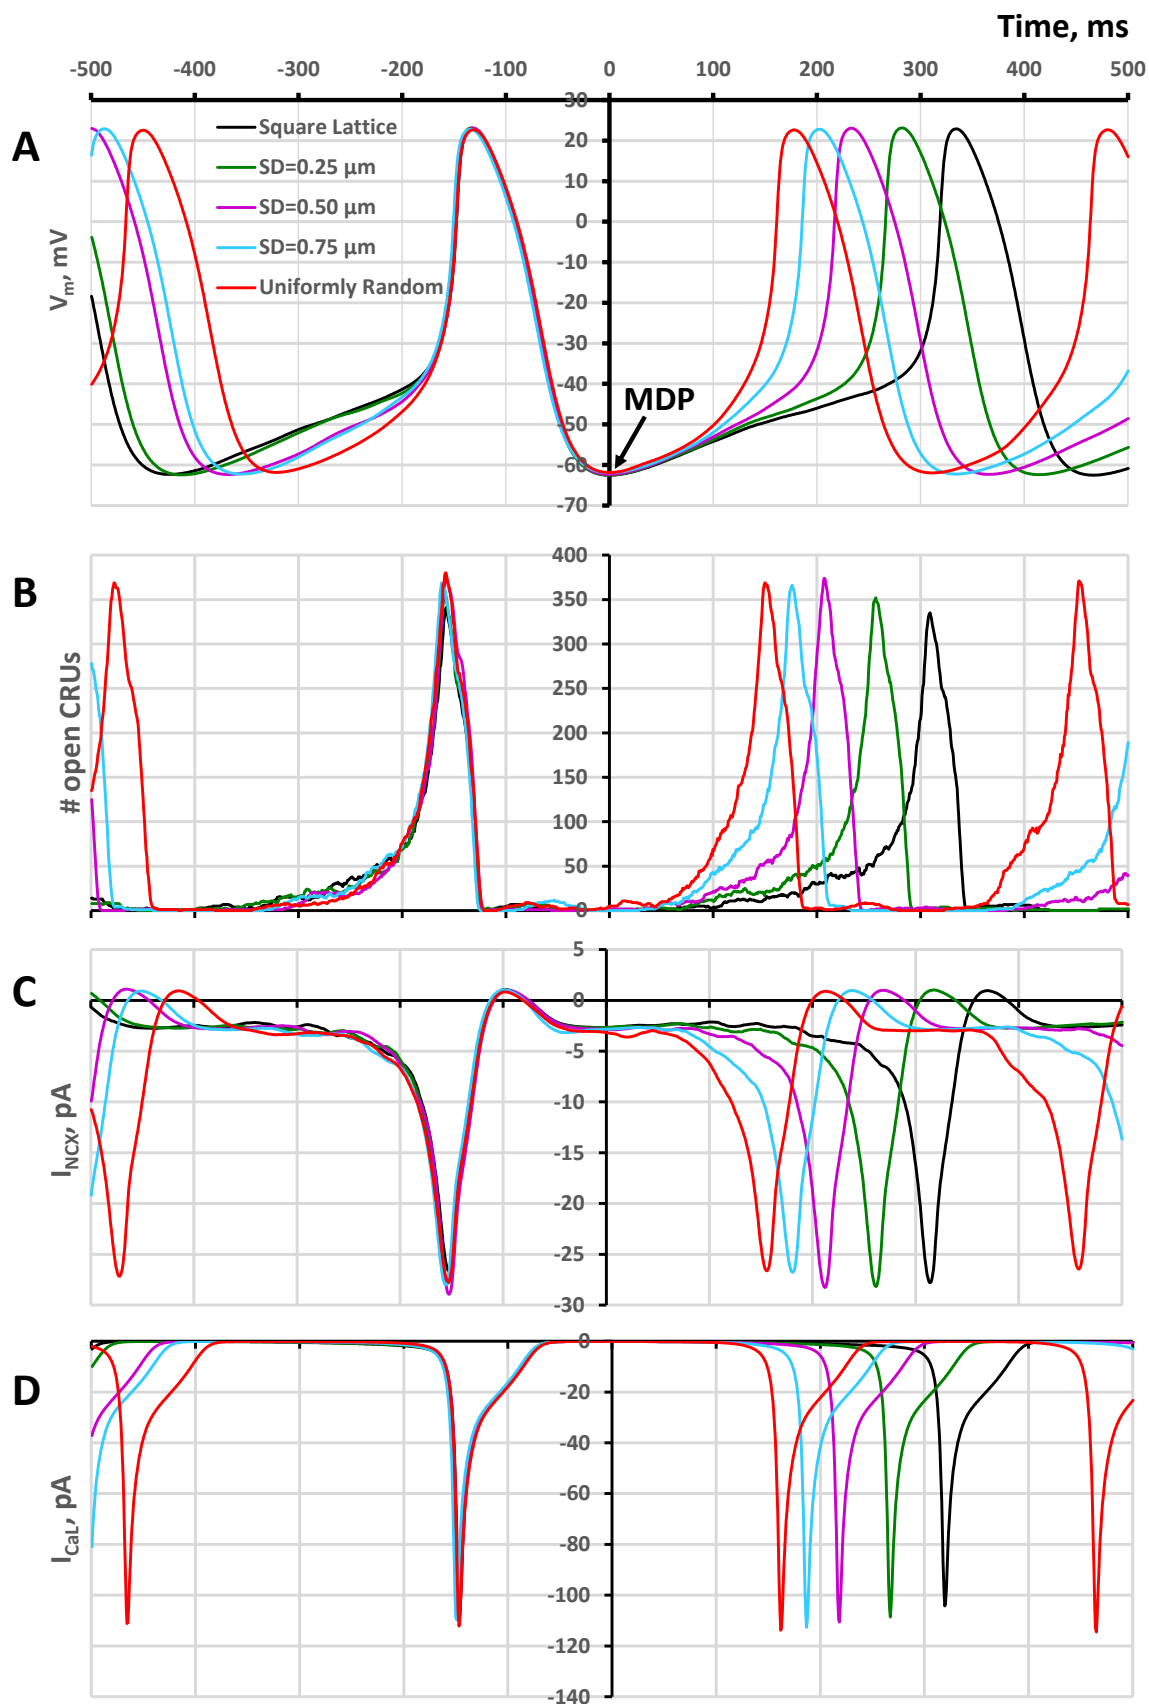 Time, ms
-500 -400 -300 -200 -100 0 100 200 300 400 500
A
Vm, mV
30
20
10
0
-10
-20
-30
-40
-50
-60
-70
Square Lattice
SD=0.25 µm
SD=0.50 µm
SD=0.75 µm
Uniformly Random
MDP
B
# open CRUs
400
350
300
250
200
150
100
50
0
C
INCX, pA
5
0
-5
-10
-15
-20
-25
-30
D
ICaL, pA
0
-20
-40
-60
-80
-100
-120
-140